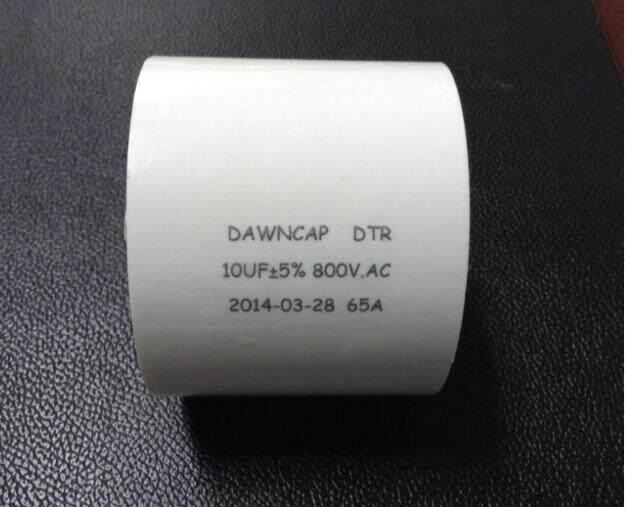 DAWNCAP DTR
10UF±5% 800V.AC
2014-03-28 65A